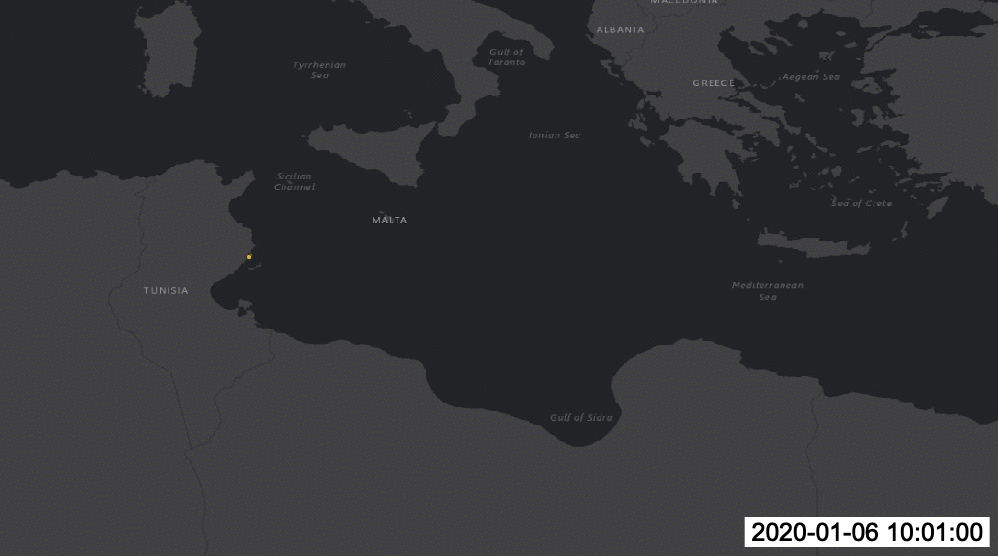 MACEDONIA
ALBANIA
Gulf of
Taranto
Tyrrhenian
Sea
Aegean Sea
GREECE
Ionian Sea
Sicilian
Channel
Sea of Crete
MALTA
Mediterranean
Sea
TUNISIA
Gulf of Sidra
2020-01-06 10:01:00